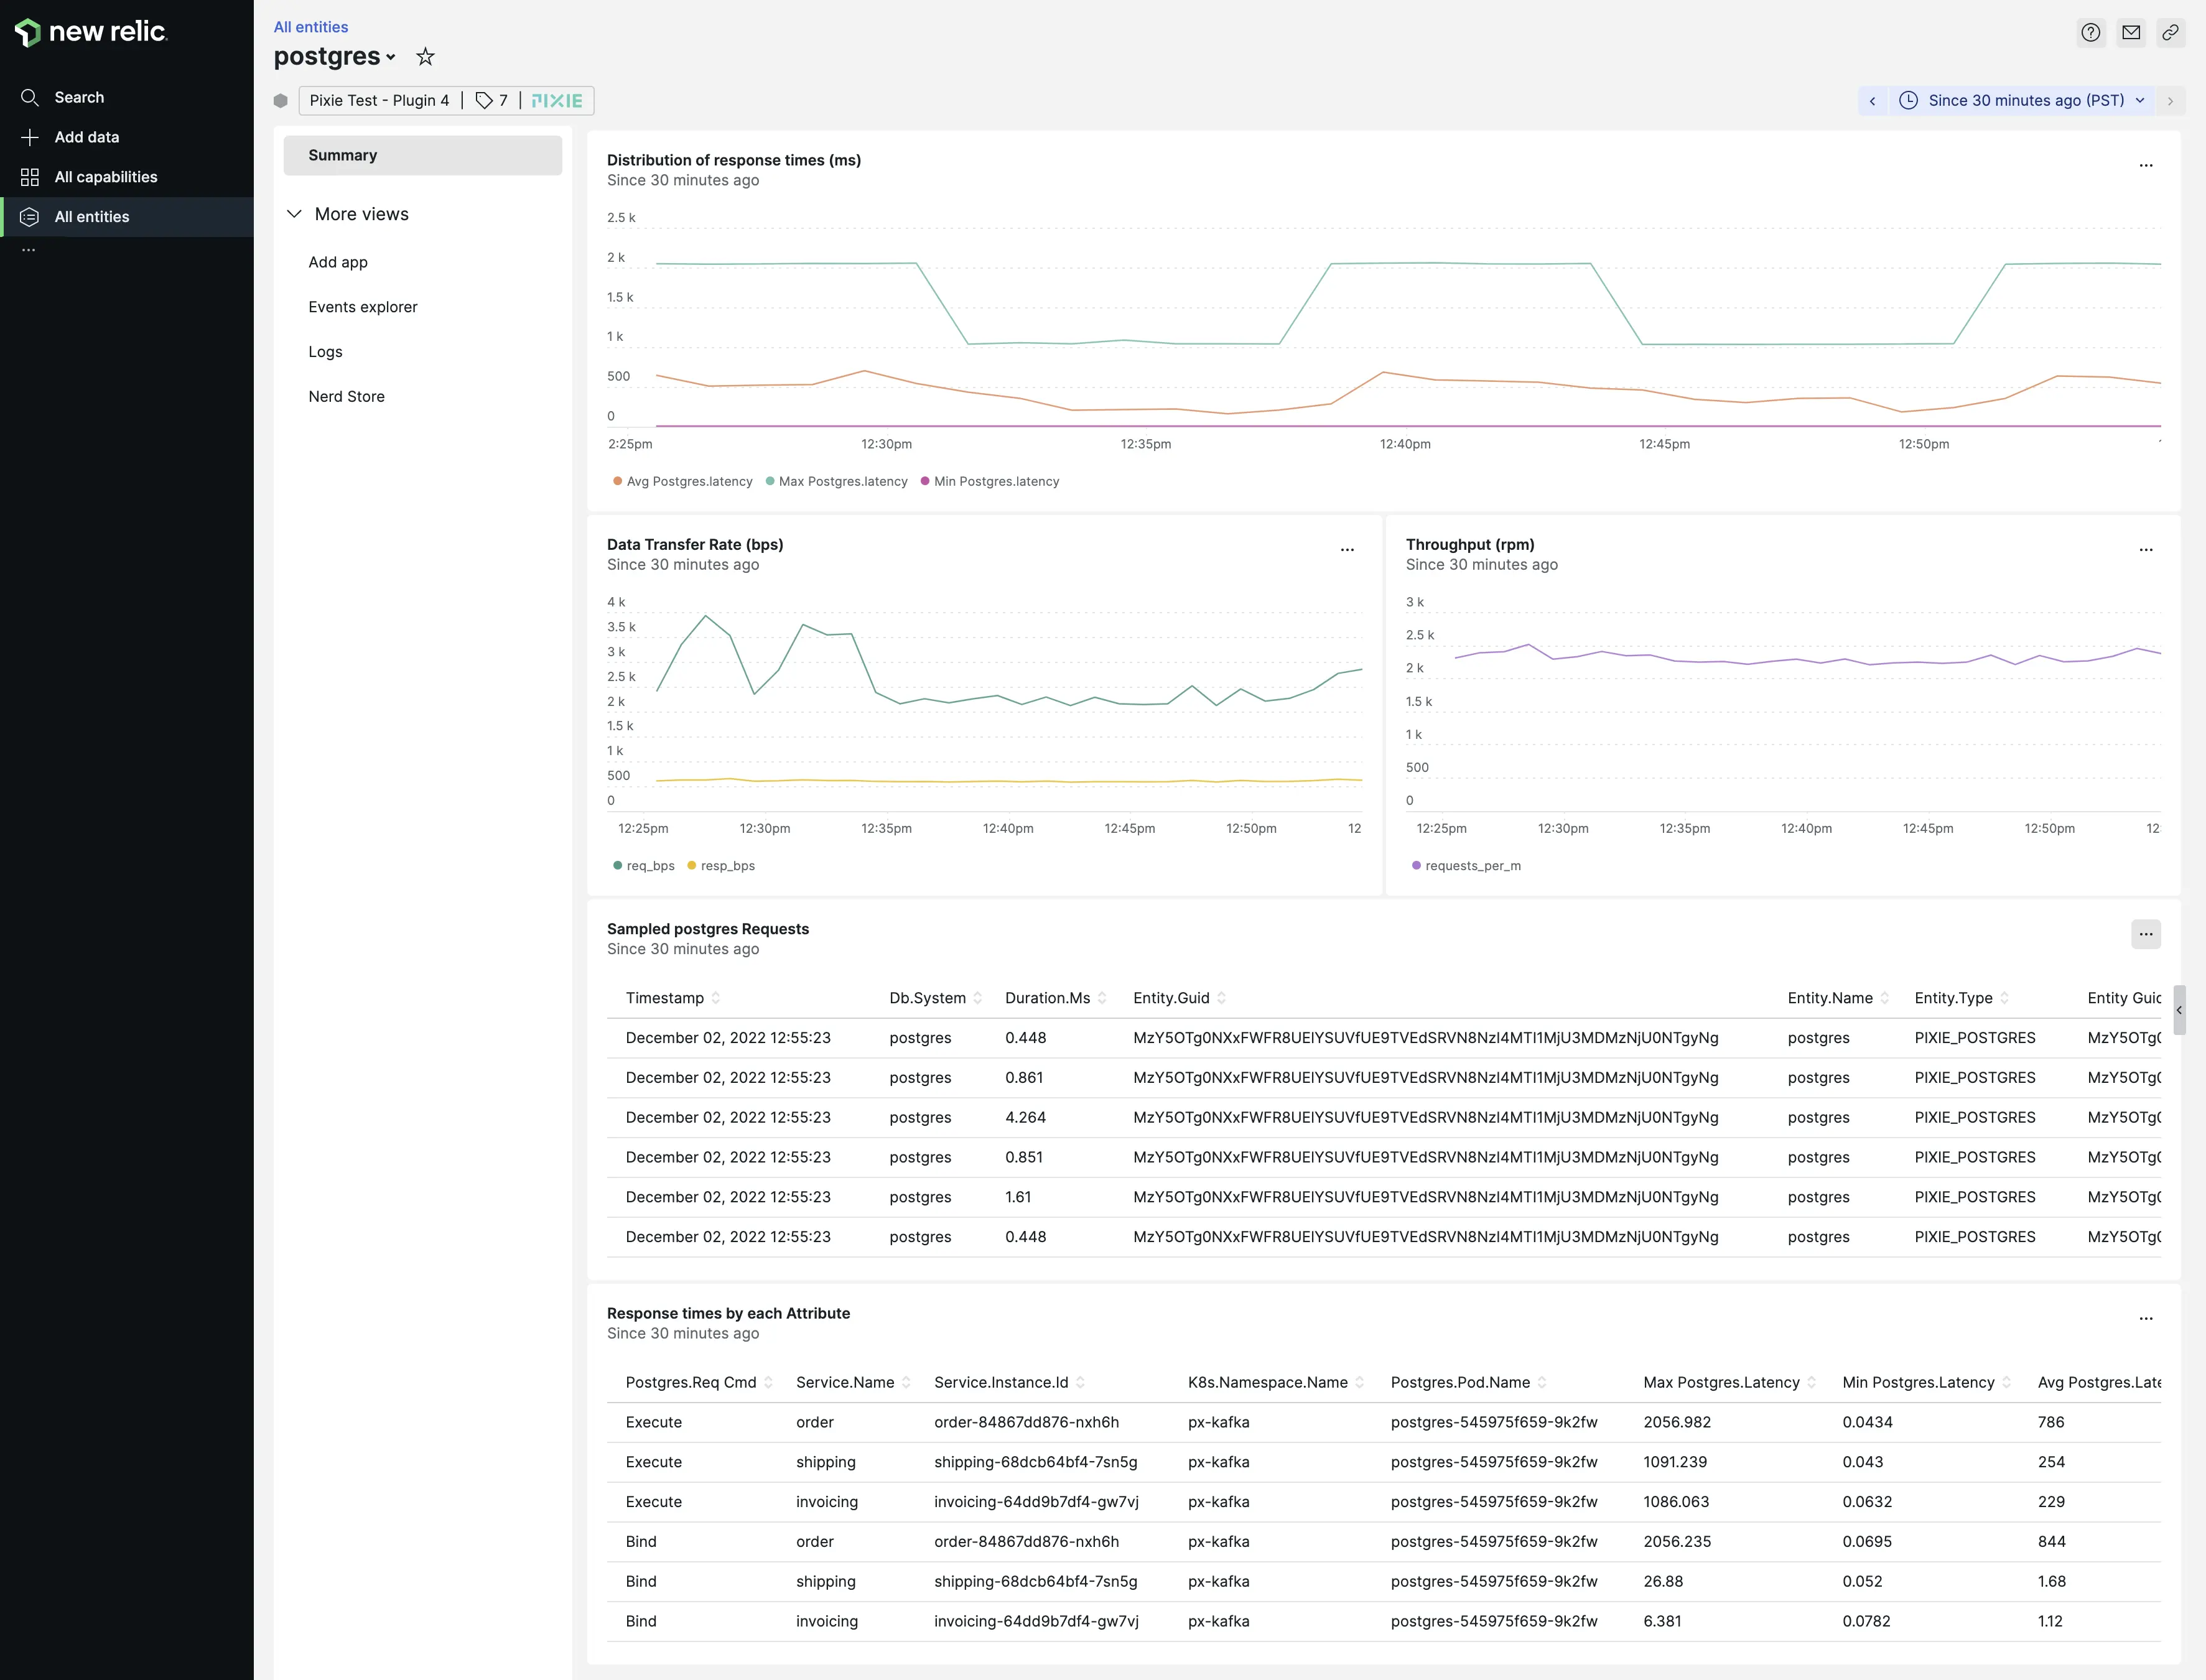 new relic.
Search
Add data
All capabilities
All entities
...
All entities
postgres
Pixie Test - Plugin 4 | 7 | PIXIE
Since 30 minutes ago (PST)
Summary
More views
Add app
Events explorer
Logs
Nerd Store
Distribution of response times (ms)
Since 30 minutes ago
...
2.5 k
2 k
1.5 k
1 k
500
0
2:25pm 12:30pm 12:35pm 12:40pm 12:45pm 12:50pm
Avg Postgres.latency Max Postgres.latency Min Postgres.latency
Data Transfer Rate (bps)
Since 30 minutes ago
...
4 k
3.5 k
3 k
2.5 k
2 k
1.5 k
1 k
500
0
12:25pm 12:30pm 12:35pm 12:40pm 12:45pm 12:50pm 12
req_bps resp_bps
Throughput (rpm)
Since 30 minutes ago
...
3 k
2.5 k
2 k
1.5 k
1 k
500
0
12:25pm 12:30pm 12:35pm 12:40pm 12:45pm 12:50pm 12:
requests_per_m
Sampled postgres Requests
Since 30 minutes ago
...
Timestamp Db.System Duration.Ms Entity.Guid Entity.Name Entity.Type Entity Guid
December 02, 2022 12:55:23 postgres 0.448 postgres PIXIE_POSTGRES
December 02, 2022 12:55:23 postgres 0.861 postgres PIXIE_POSTGRES
December 02, 2022 12:55:23 postgres 4.264 postgres PIXIE_POSTGRES
December 02, 2022 12:55:23 postgres 0.851 postgres PIXIE_POSTGRES
December 02, 2022 12:55:23 postgres 1.61 postgres PIXIE_POSTGRES
December 02, 2022 12:55:23 postgres 0.448 postgres PIXIE_POSTGRES
Response times by each Attribute
Since 30 minutes ago
...
Postgres.Req Cmd Service.Name Service.Instance.Id K8s.Namespace.Name Postgres.Pod.Name Max Postgres.Latency Min Postgres.Latency Avg Postgres.Late
Execute order order-84867dd876-nxh6h px-kafka postgres-545975f659-9k2fw 2056.982 0.0434 786
Execute shipping shipping-68dcb64bf4-7sn5g px-kafka postgres-545975f659-9k2fw 1091.239 0.043 254
Execute invoicing invoicing-64dd9b7df4-gw7vj px-kafka postgres-545975f659-9k2fw 1086.063 0.0632 229
Bind order order-84867dd876-nxh6h px-kafka postgres-545975f659-9k2fw 2056.235 0.0695 844
Bind shipping shipping-68dcb64bf4-7sn5g px-kafka postgres-545975f659-9k2fw 26.88 0.052 1.68
Bind invoicing invoicing-64dd9b7df4-gw7vj px-kafka postgres-545975f659-9k2fw 6.381 0.0782 1.12